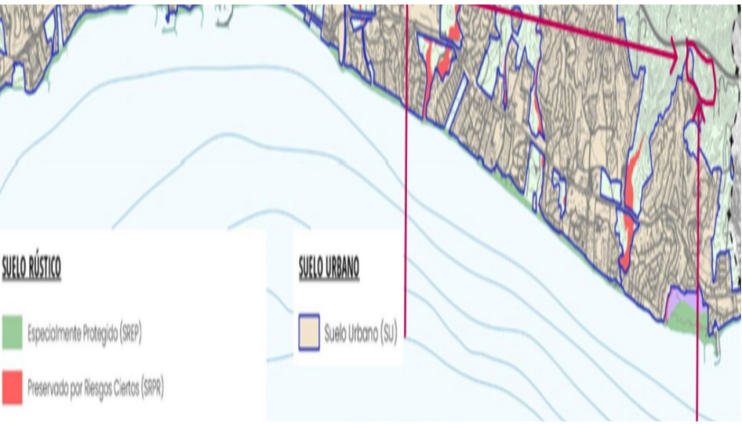 SUELO RÚSTICO
Especialmente Protegido (SREP)
Preservado por Riesgos Ciertos (SRPR)
SUELO URBANO
Suelo Urbano (SU)